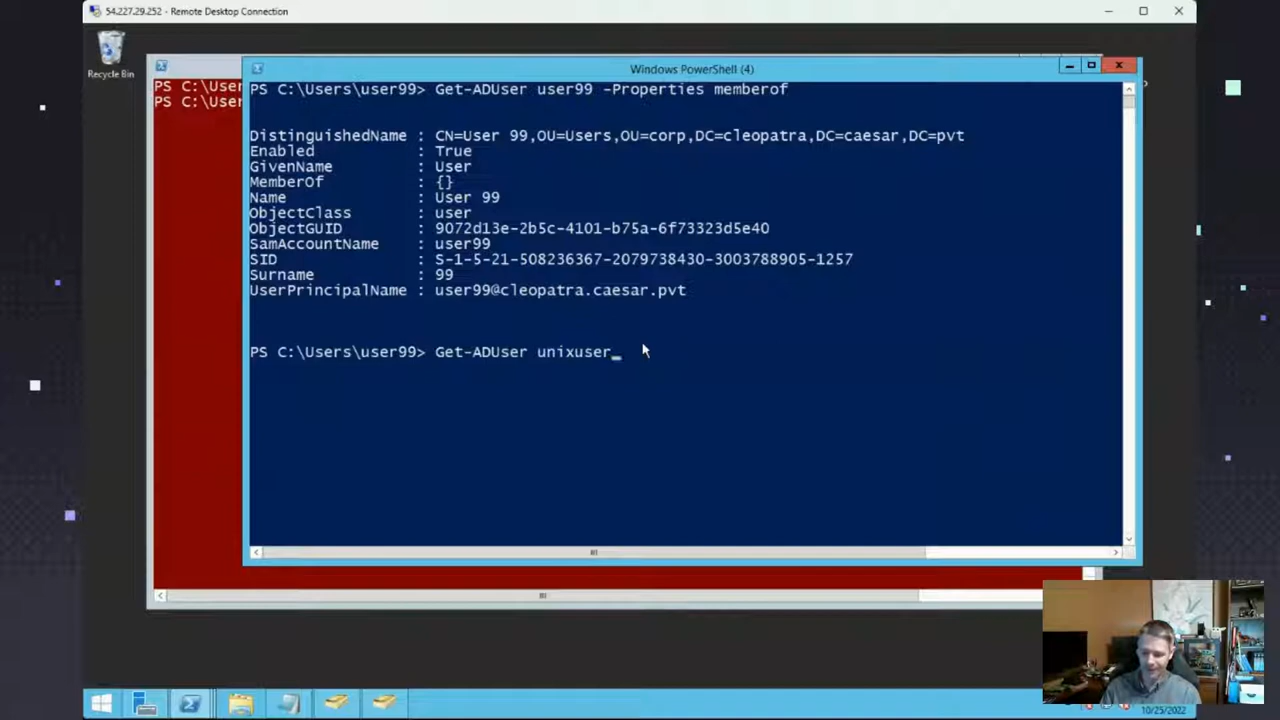 54.227.29.252 - Remote Desktop Connection
Recycle Bin
Windows PowerShell (4)
PS C:\User
PS C:\User
PS C:\Users\user99> Get-ADUser user99 -Properties memberof
DistinguishedName : CN=User 99,OU=Users,OU=corp,DC=cleopatra,DC=caesar,DC=pvt
Enabled : True
GivenName : User
MemberOf : {}
Name : User 99
ObjectClass : user
ObjectGUID : 9072d13e-2b5c-4101-b75a-6f73323d5e40
SamAccountName : user99
SID : S-1-5-21-508236367-2079738430-3003788905-1257
Surname : 99
UserPrincipalName : user99@cleopatra.caesar.pvt
PS C:\Users\user99> Get-ADUser unixuser_
10/25/2022